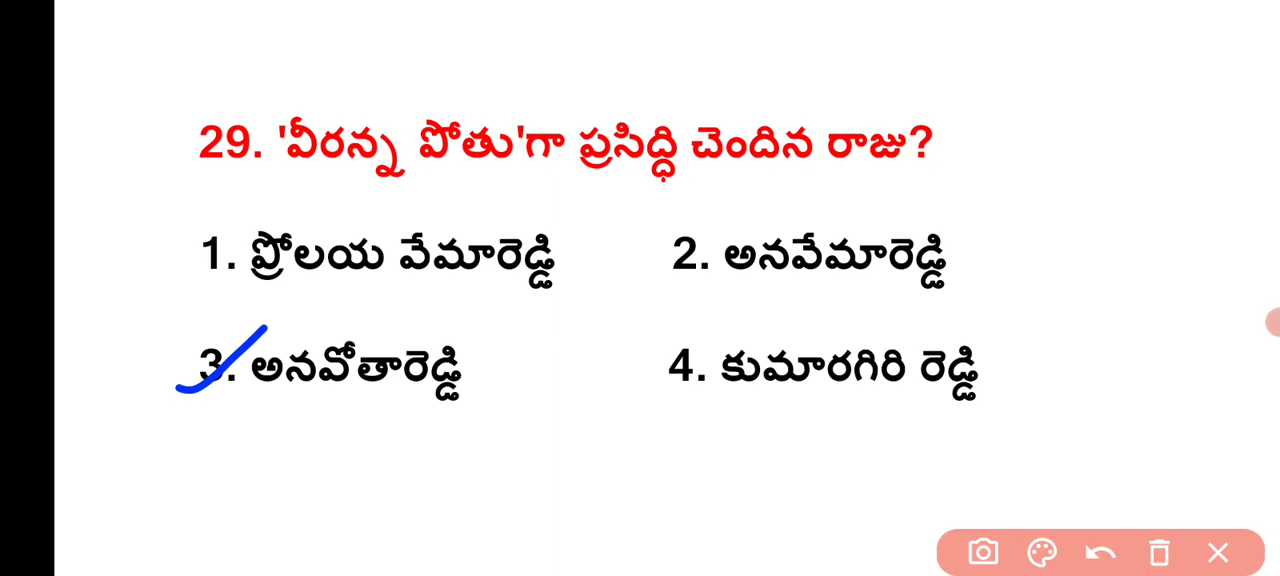 29. 'వీరన్న పోతు'గా ప్రసిద్ధి చెందిన రాజు?
1. ప్రోలయ వేమారెడ్డి 2. అనవేమారెడ్డి
3. అనవోతారెడ్డి 4. కుమారగిరి రెడ్డి